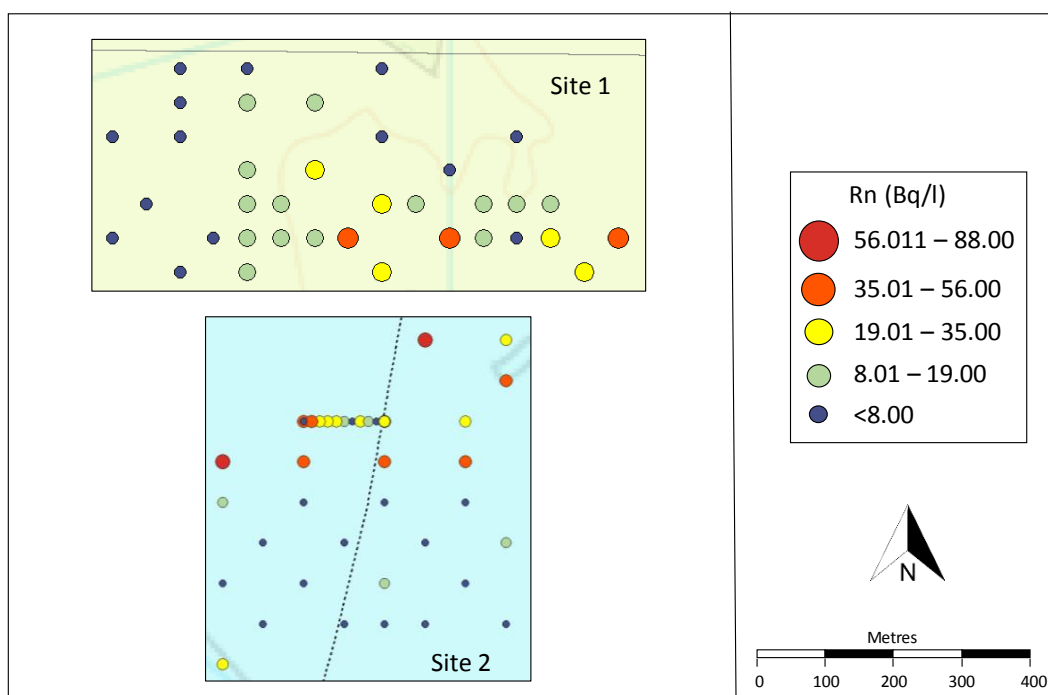 Site 1
Site 2
Rn (Bq/l)
56.011 – 88.00
35.01 – 56.00
19.01 – 35.00
8.01 – 19.00
<8.00
N
Metres
0 100 200 300 400